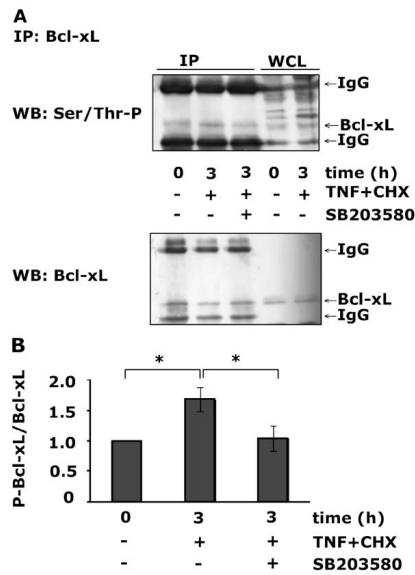 A
IP: Bcl-xL
IP WCL
WB: Ser/Thr-P
←IgG
←Bcl-xL
←IgG
0 3 3 0 3 time (h)
- + + - + TNF+CHX
- - + - - SB203580
WB: Bcl-xL
←IgG
←Bcl-xL
←IgG
B
P-Bcl-xL/Bcl-xL
* *
2.0
1.5
1.0
0.5
0
0 3 3 time (h)
- + + TNF+CHX
- - + SB203580